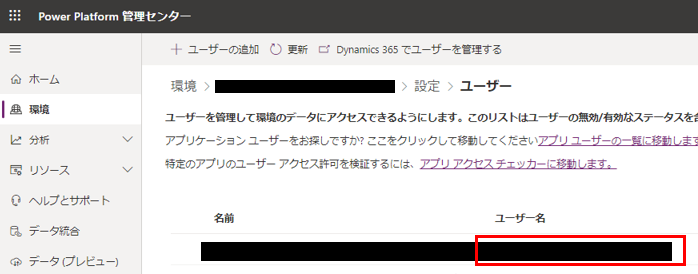 Power Platform 管理センター
ユーザーの追加 更新 Dynamics 365 でユーザーを管理する
ホーム
環境
分析
リソース
ヘルプとサポート
データ統合
データ (プレビュー)
環境 > > 設定 > ユーザー
ユーザーを管理して環境のデータにアクセスできるようにします。このリストはユーザーの無効/有効なステータスを含
アプリケーション ユーザーをお探しですか? ここをクリックして移動してくださいアプリ ユーザーの一覧に移動します
特定のアプリのユーザー アクセス許可を検証するには、アプリ アクセス チェッカーに移動します。
名前 ユーザー名